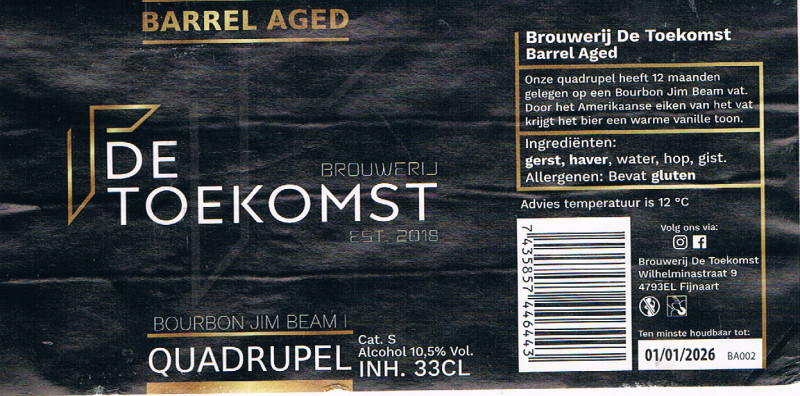 BARREL AGED
DE
BROUWERIJ
TOEKOMST
EST. 2018
BOURBON JIM BEAM |
QUADRUPEL
Cat. S
Alcohol 10,5% Vol.
INH. 33CL
Brouwerij De Toekomst
Barrel Aged
Onze quadrupel heeft 12 maanden
gelegen op een Bourbon Jim Beam vat.
Door het Amerikaanse eiken van het vat
krijgt het bier een warme vanille toon.
Ingrediënten:
gerst, haver, water, hop, gist.
Allergenen: Bevat gluten
Advies temperatuur is 12 °C
7 435857 446443
Volg ons via:
Brouwerij De Toekomst
Wilhelminastraat 9
4793EL Fijnaart
Ten minste houdbaar tot:
01/01/2026 BA002